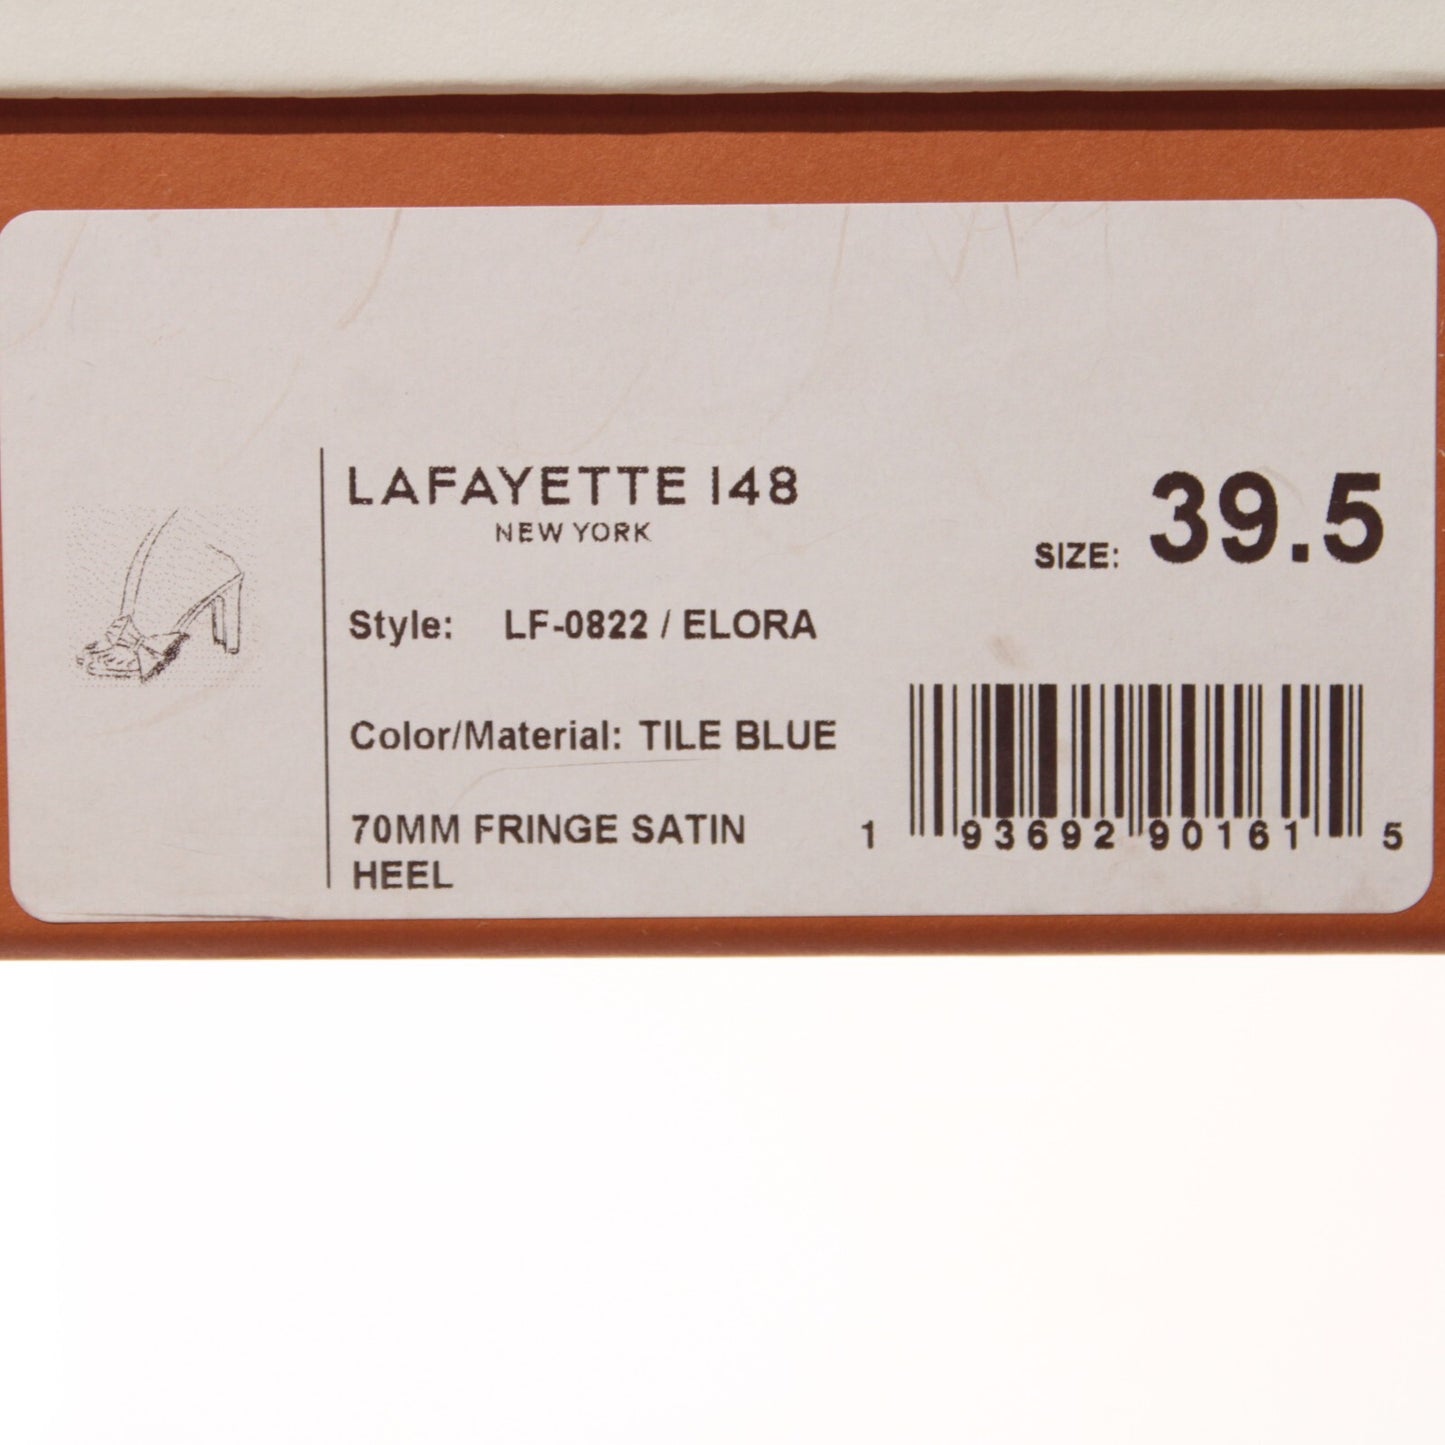 LAFAYETTE 148
NEW YORK
SIZE: 39.5
Style: LF-0822 / ELORA
Color/Material: TILE BLUE
70MM FRINGE SATIN
HEEL
1 93692 90161 5